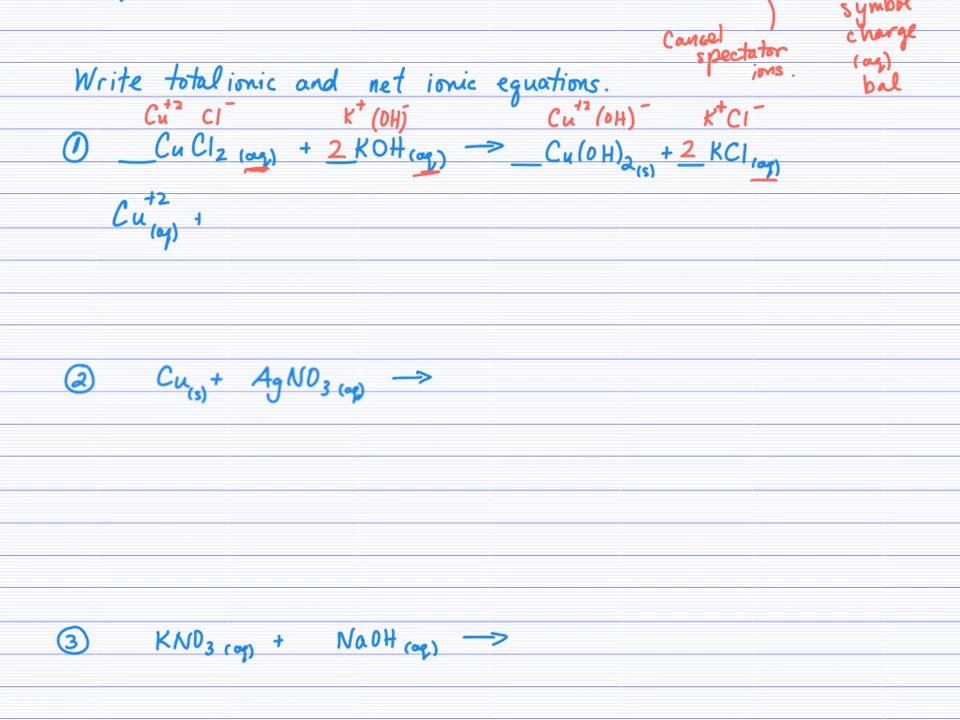 symbol
charge
(aq)
bal
Cancel
spectator
ions.
Write total ionic and net ionic equations.
Cu⁺² Cl⁻ K⁺ (OH)⁻ Cu⁺² (OH)⁻ K⁺ Cl⁻
① __CuCl₂ (aq) + 2 KOH (aq) → __Cu(OH)₂(s) + 2 KCl (aq)
Cu⁺²(aq) +
② Cu(s) + AgNO₃ (aq) →
③ KNO₃ (aq) + NaOH (aq) →